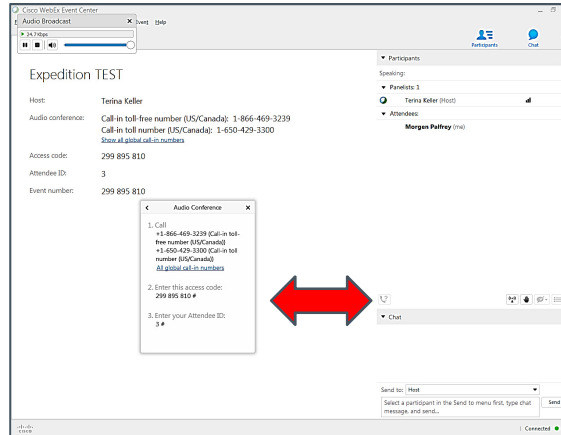 Cisco WebEx Event Center
Audio Broadcast
Help
24.7 Kbps
Participants
Chat
Expedition TEST
Host: Terina Keller
Audio conference: Call-in toll-free number (US/Canada): 1-866-469-3239
Call-in toll number (US/Canada): 1-650-429-3300
Show all global call-in numbers
Access code: 299 895 810
Attendee ID: 3
Event number: 299 895 810
Audio Conference
1. Call
+1-866-469-3239 (Call-in toll-
free number (US/Canada))
+1-650-429-3300 (Call-in toll
number (US/Canada))
All global call-in numbers
2. Enter this access code:
299 895 810 #
3. Enter your Attendee ID:
3 #
Participants
Speaking:
Panelists: 1
Terina Keller (Host)
Attendees:
Morgen Palfrey (me)
Chat
Send to: Host
Select a participant in the Send to menu first, type chat
message, and send...
Send
cisco
Connected